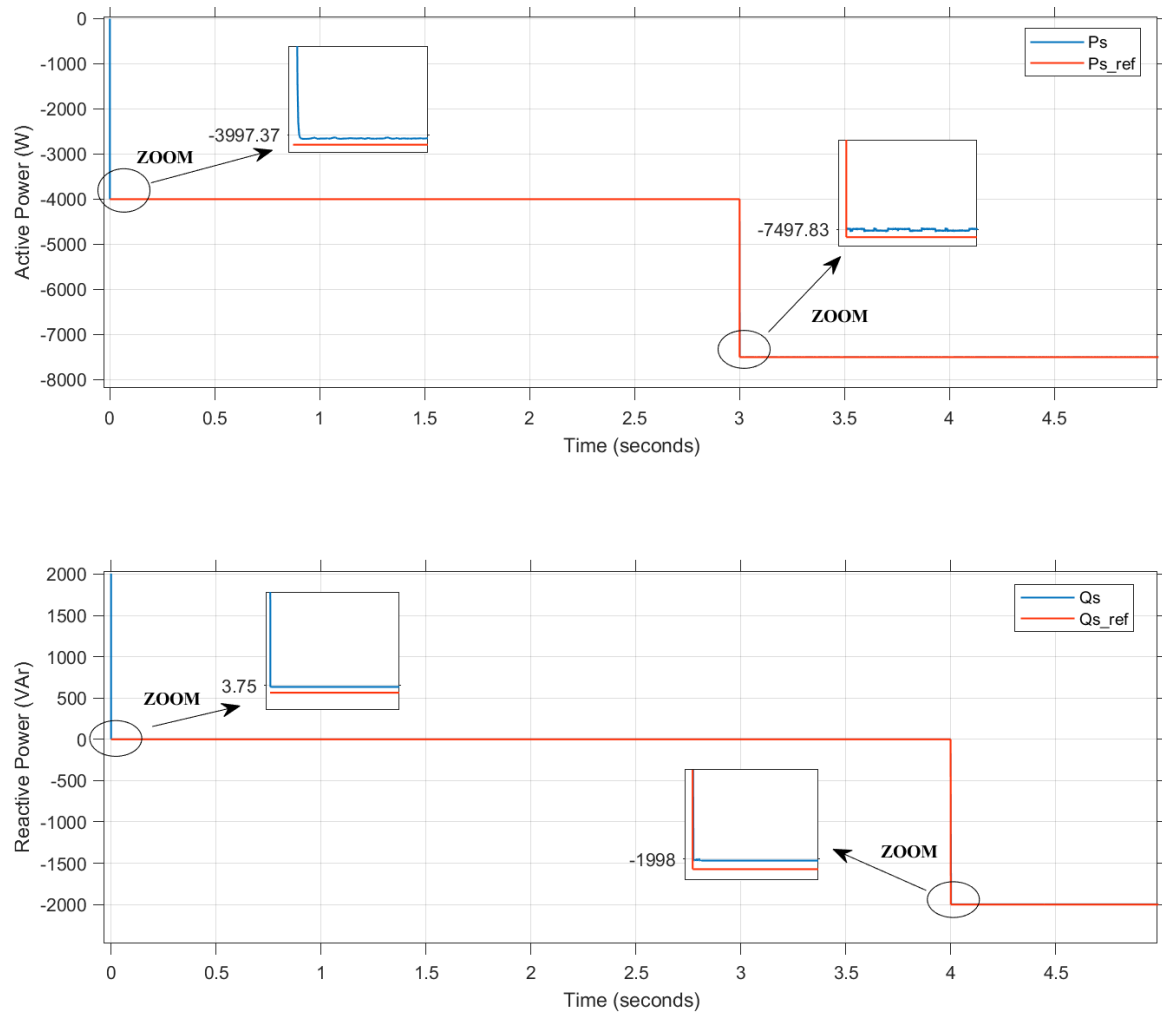 0
-1000
-2000
-3000
-4000
-5000
-6000
-7000
-8000
Active Power (W)
Ps
Ps_ref
-3997.37
ZOOM
-7497.83
ZOOM
0 0.5 1 1.5 2 2.5 3 3.5 4 4.5
Time (seconds)
2000
1500
1000
500
0
-500
-1000
-1500
-2000
Reactive Power (VAr)
Qs
Qs_ref
3.75
ZOOM
-1998
ZOOM
0 0.5 1 1.5 2 2.5 3 3.5 4 4.5
Time (seconds)